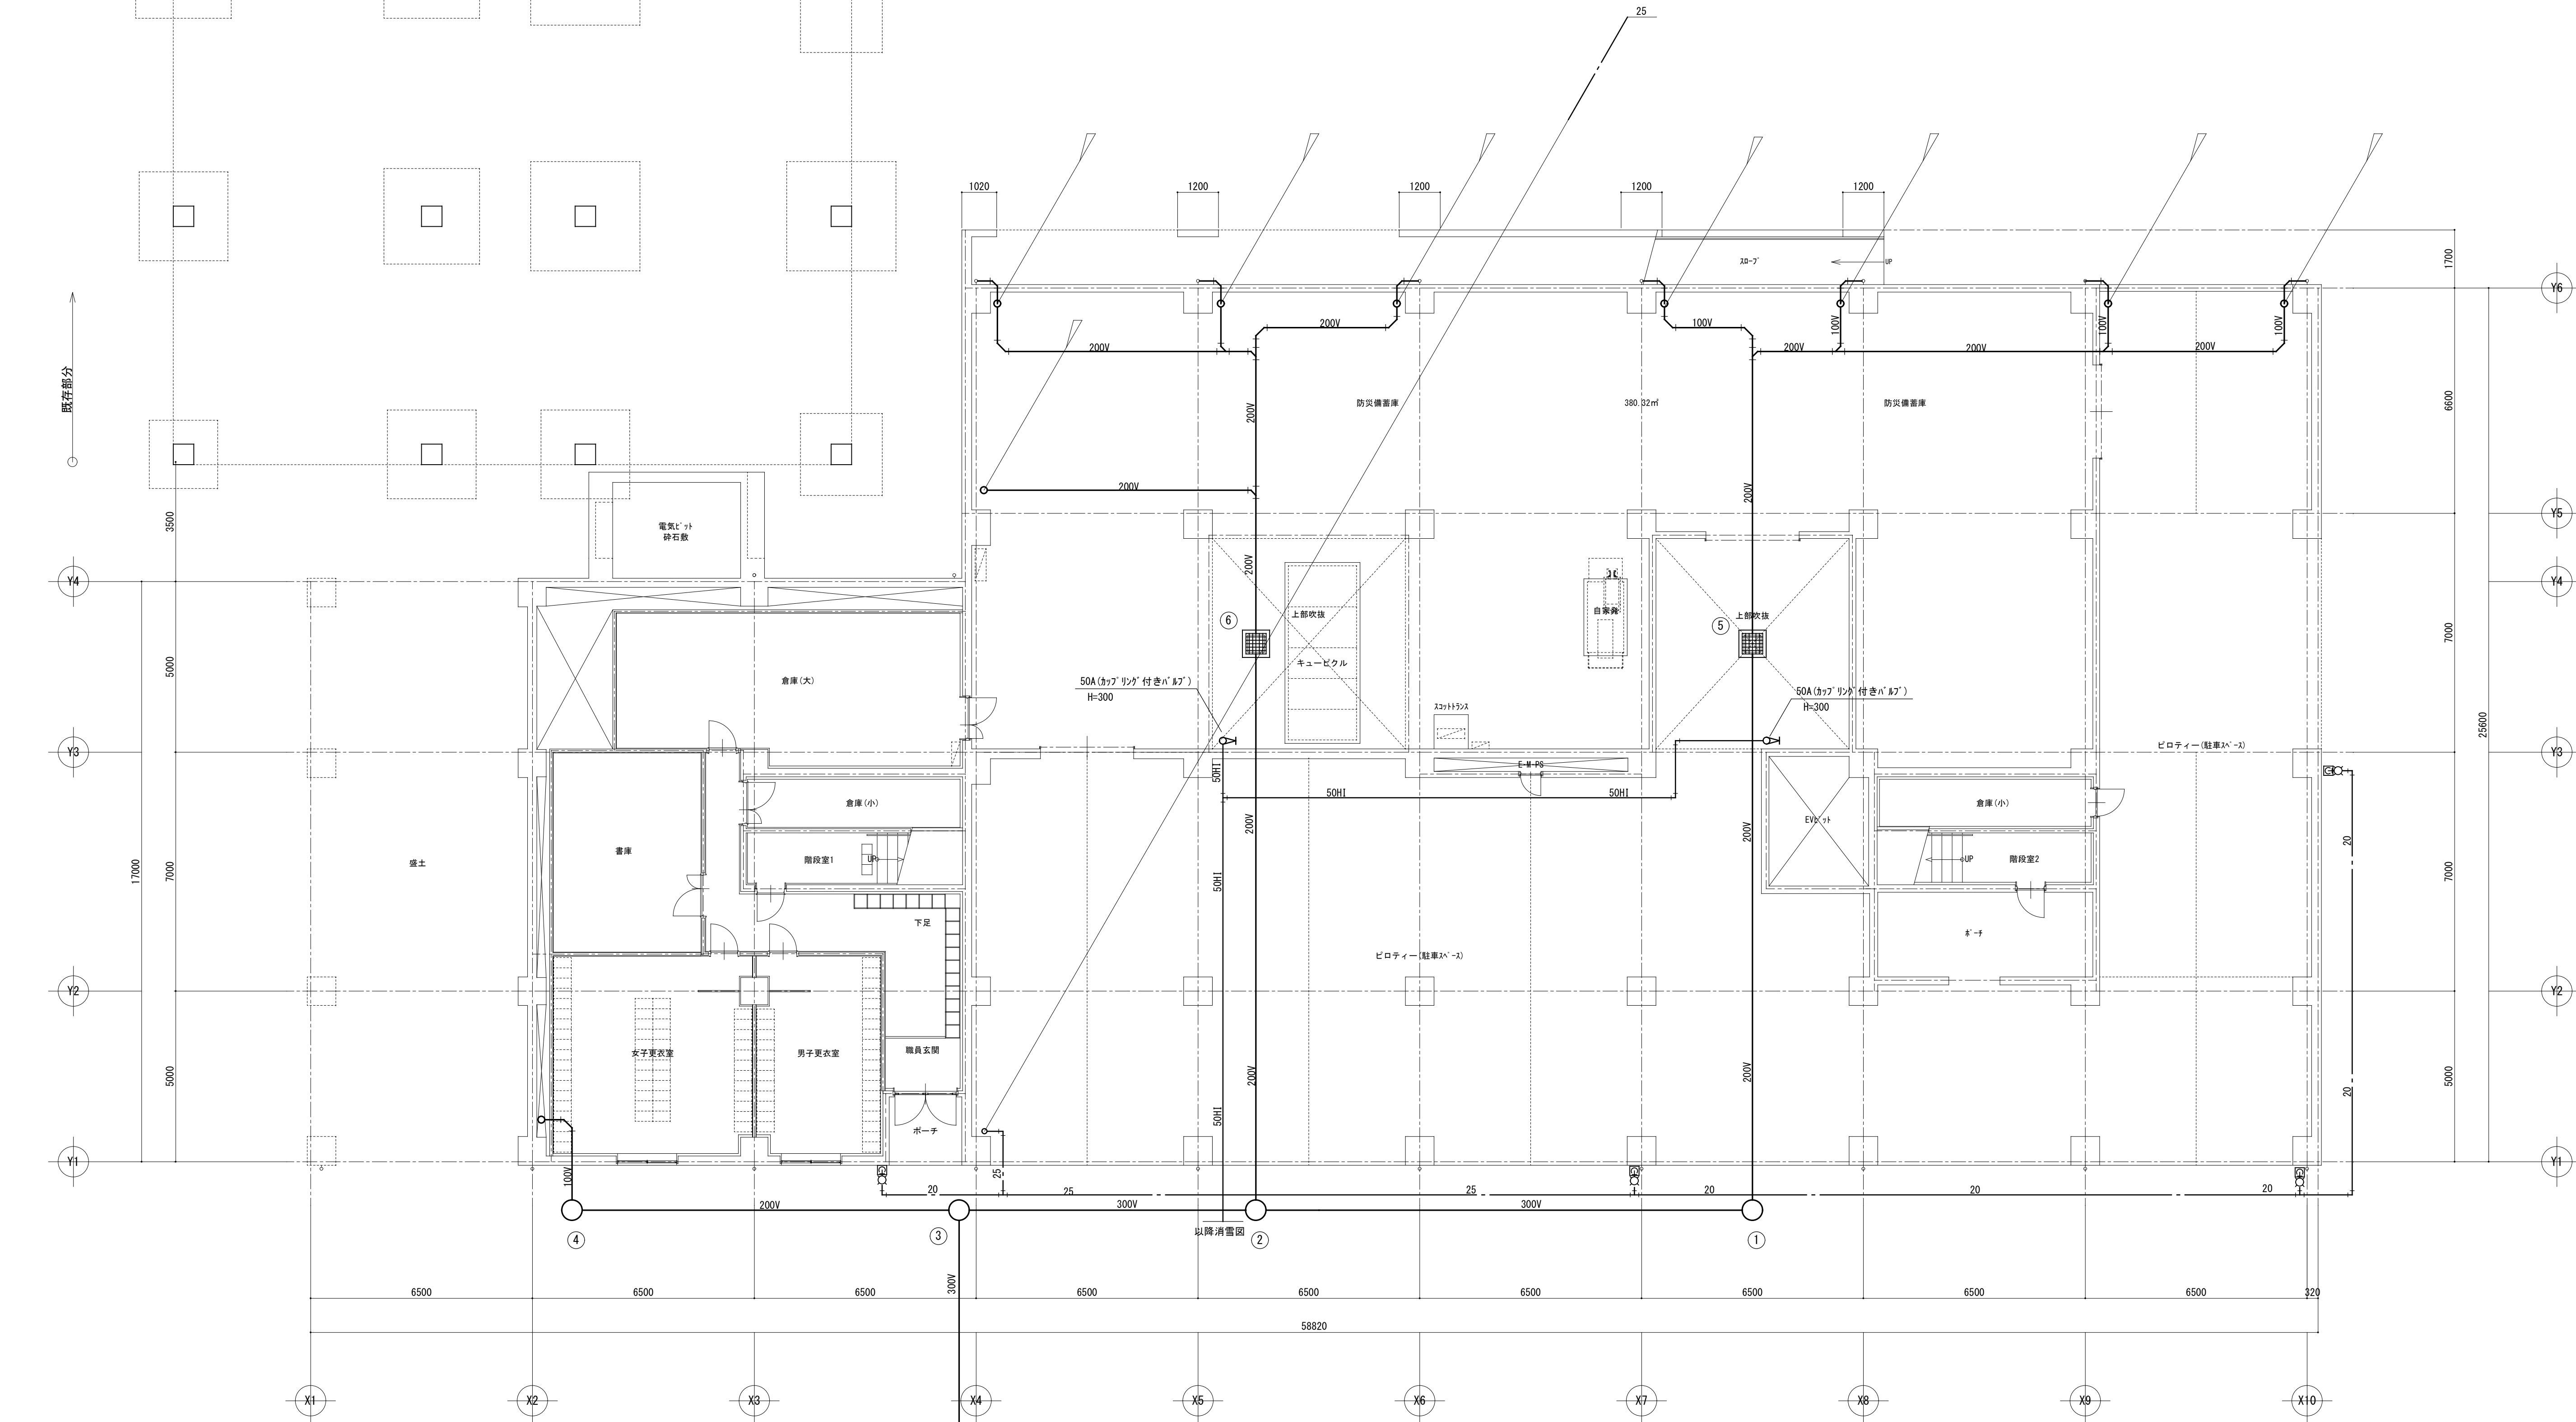 25
1020
1200
1200
1200
1200
スロープ
UP
1700
Y6
Y6
既存部分
200V
100V
100V
100V
100V
200V
200V
200V
200V
200V
防災備蓄庫
380.32㎡
防災備蓄庫
6600
200V
200V
200V
電気ピット
砕石敷
3500
Y5
Y4
Y4
200V
自家発
上部吹抜
上部吹抜
⑥
⑤
7000
キュービクル
倉庫(大)
5000
50A(カップリング付きバルブ)
H=300
50A(カップリング付きバルブ)
H=300
スコットトランス
25600
ピロティー(駐車スペース)
Y3
Y3
E-M-PS
50HI
50HI
50HI
倉庫(小)
倉庫(小)
EVピット
200V
200V
20
書庫
階段室1
UP
UP
階段室2
盛土
17000
7000
7000
50HI
下足
ポーチ
ピロティー(駐車スペース)
Y2
Y2
女子更衣室
男子更衣室
職員玄関
5000
200V
200V
5000
20
50HI
ポーチ
Y1
Y1
100V
25
20
25
25
20
20
20
200V
300V
300V
以降消雪図
④
③
②
①
300V
6500
6500
6500
6500
6500
6500
6500
6500
6500
320
58820
X1
X2
X3
X4
X5
X6
X7
X8
X9
X10